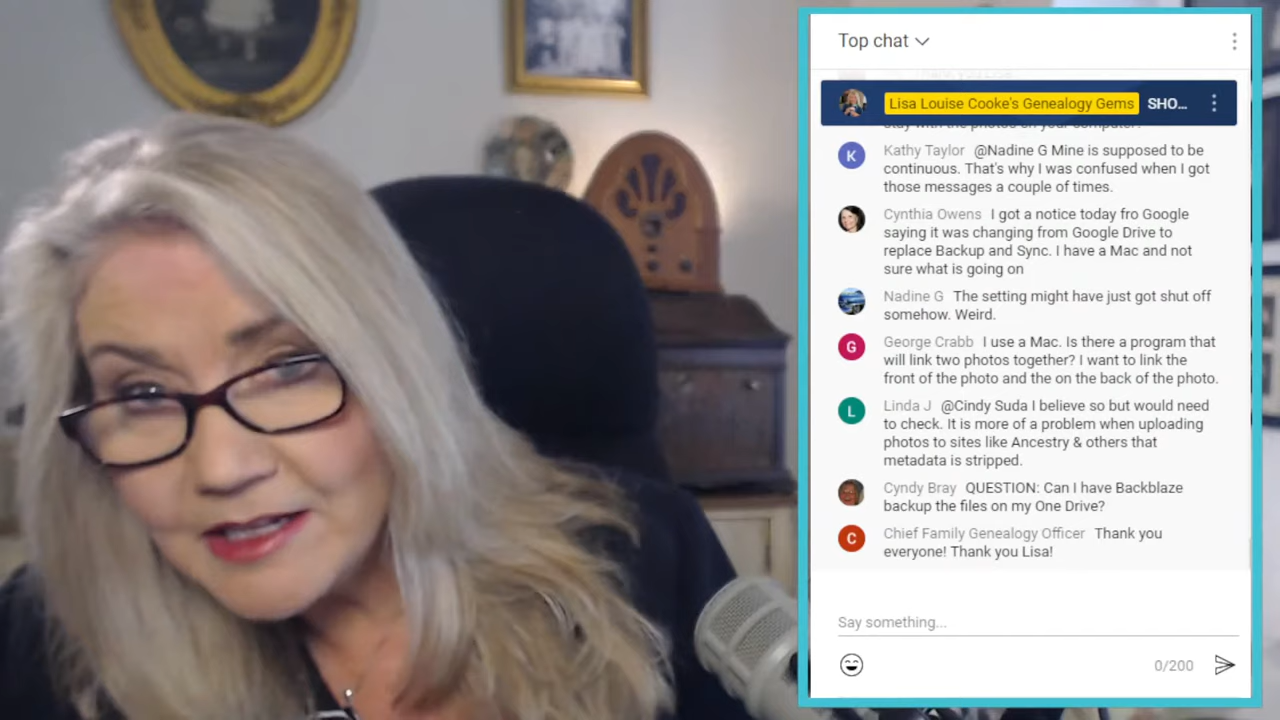 Top chat
Lisa Louise Cooke's Genealogy Gems SHO...
stay with the photos on your computer?
Kathy Taylor @Nadine G Mine is supposed to be
continuous. That's why I was confused when I got
those messages a couple of times.
Cynthia Owens I got a notice today fro Google
saying it was changing from Google Drive to
replace Backup and Sync. I have a Mac and not
sure what is going on
Nadine G The setting might have just got shut off
somehow. Weird.
George Crabb I use a Mac. Is there a program that
will link two photos together? I want to link the
front of the photo and the on the back of the photo.
Linda J @Cindy Suda I believe so but would need
to check. It is more of a problem when uploading
photos to sites like Ancestry & others that
metadata is stripped.
Cyndy Bray QUESTION: Can I have Backblaze
backup the files on my One Drive?
Chief Family Genealogy Officer Thank you
everyone! Thank you Lisa!
Say something...
0/200
K
G
L
C